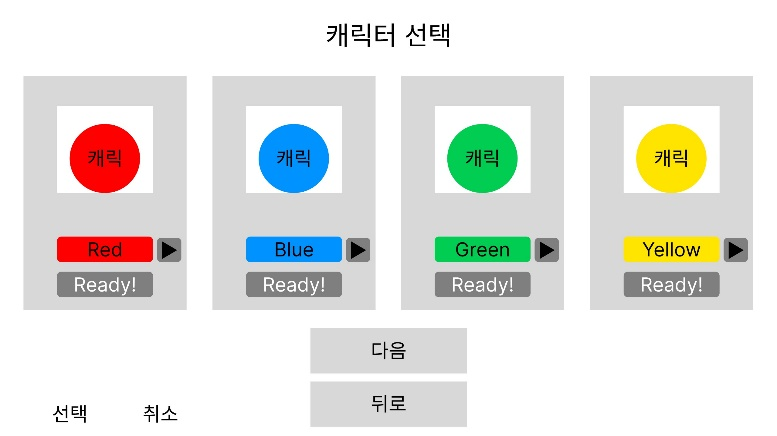 캐릭터 선택
캐릭 캐릭 캐릭 캐릭
Red Blue Green Yellow
Ready! Ready! Ready! Ready!
다음
뒤로
선택 취소